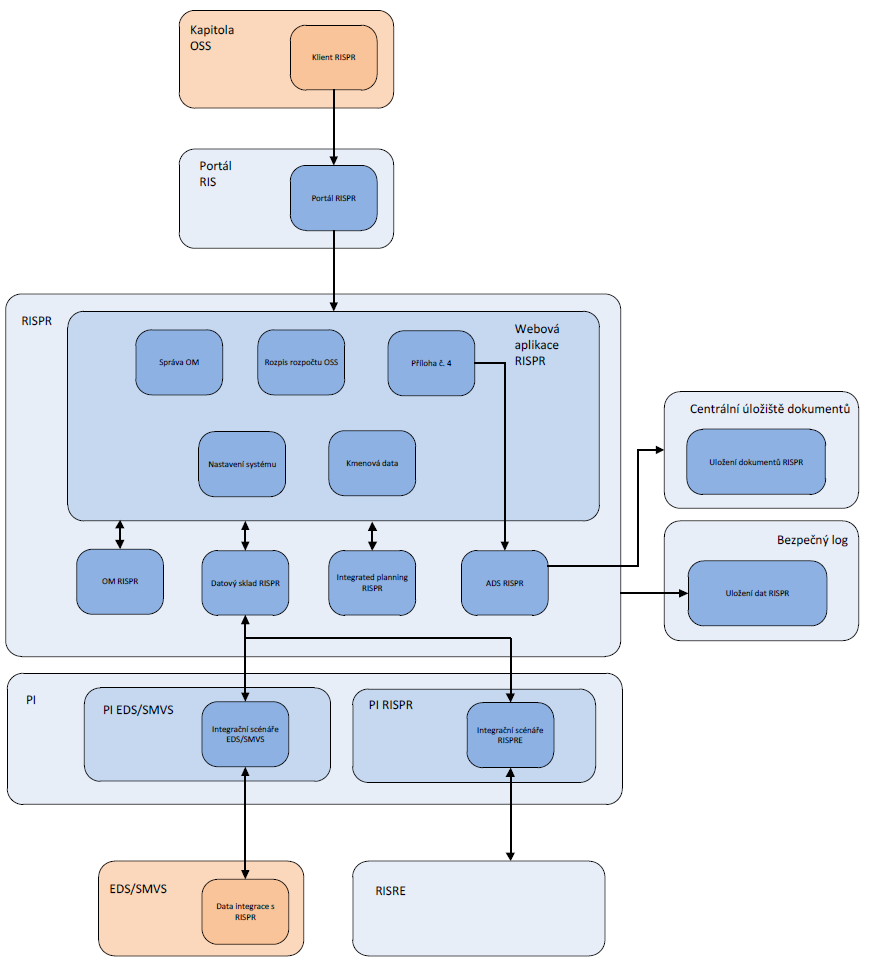 Kapitola
OSS
Klient RISPR
Portál
RIS
Portál RISPR
RISPR
Webová
aplikace
RISPR
Správa OM
Rozpis rozpočtu OSS
Příloha č. 4
Nastavení systému
Kmenová data
Centrální úložiště dokumentů
Uložení dokumentů RISPR
Bezpečný log
Uložení dat RISPR
OM RISPR
Datový sklad RISPR
Integrated planning
RISPR
ADS RISPR
PI
PI EDS/SMVS
Integrační scénáře
EDS/SMVS
PI RISPR
Integrační scénáře
RISPRE
EDS/SMVS
Data integrace s
RISPR
RISRE